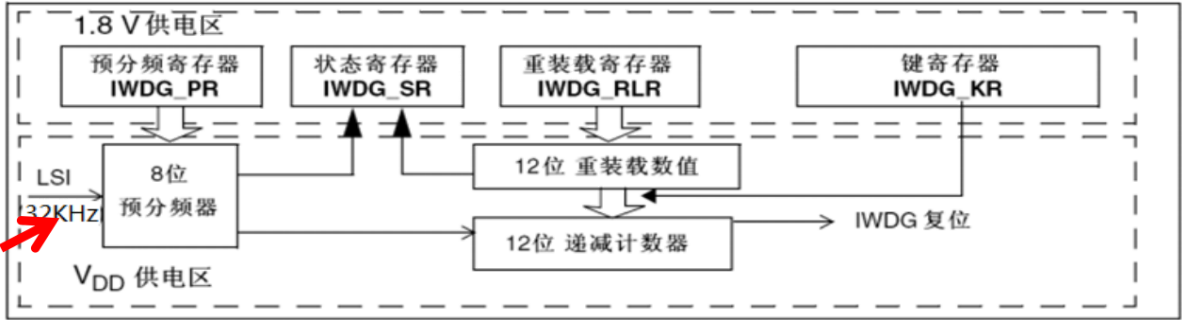 1.8 V 供电区
预分频寄存器
IWDG_PR
状态寄存器
IWDG_SR
重装载寄存器
IWDG_RLR
键寄存器
IWDG_KR
LSI
(32KHz)
8位
预分频器
12位 重装载数值
12位 递减计数器
IWDG 复位
VDD 供电区